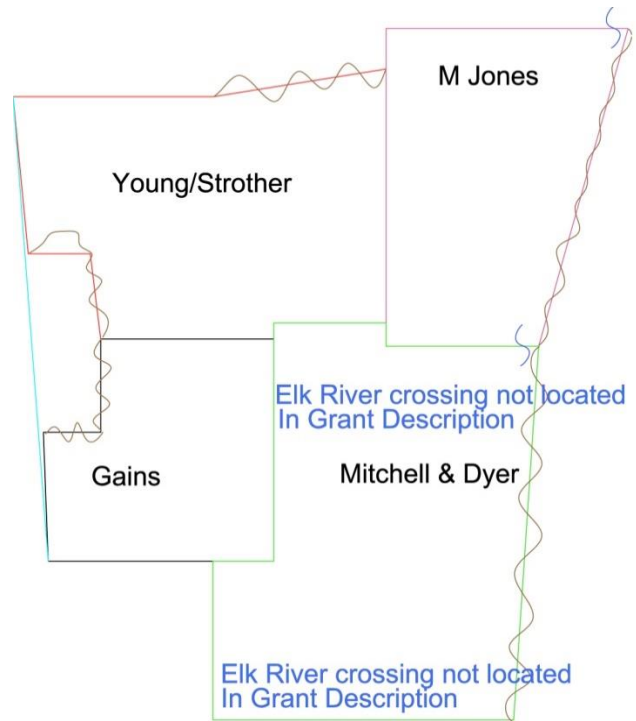 M Jones
Young/Strother
Elk River crossing not located
In Grant Description
Gains
Mitchell & Dyer
Elk River crossing not located
In Grant Description